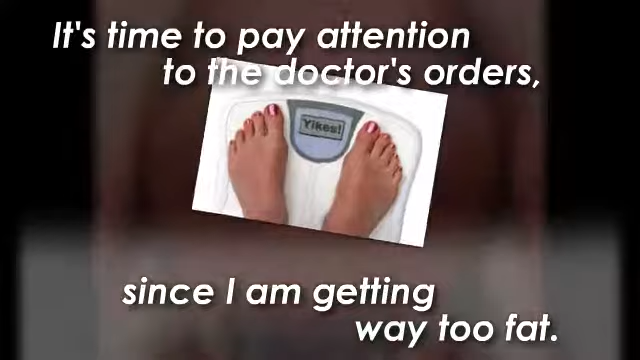 It's time to pay attention
to the doctor's orders,
Yikes!
since I am getting
way too fat.